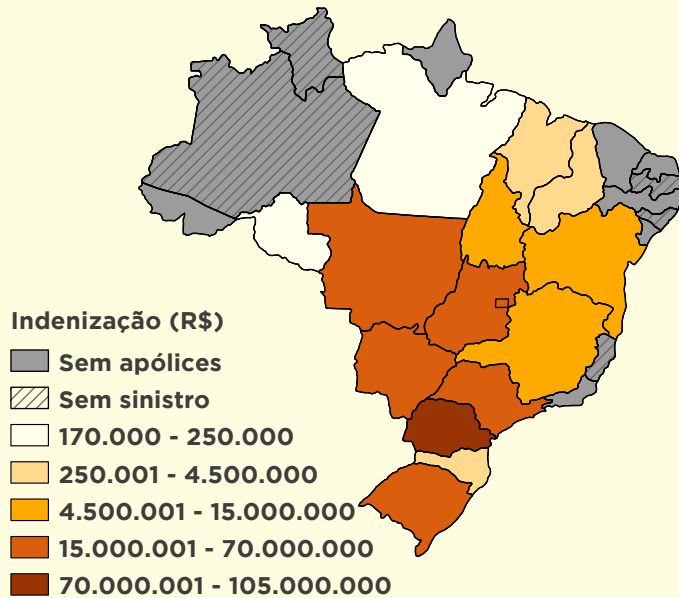 Indenização (R$)
Sem apólices
Sem sinistro
170.000 - 250.000
250.001 - 4.500.000
4.500.001 - 15.000.000
15.000.001 - 70.000.000
70.000.001 - 105.000.000